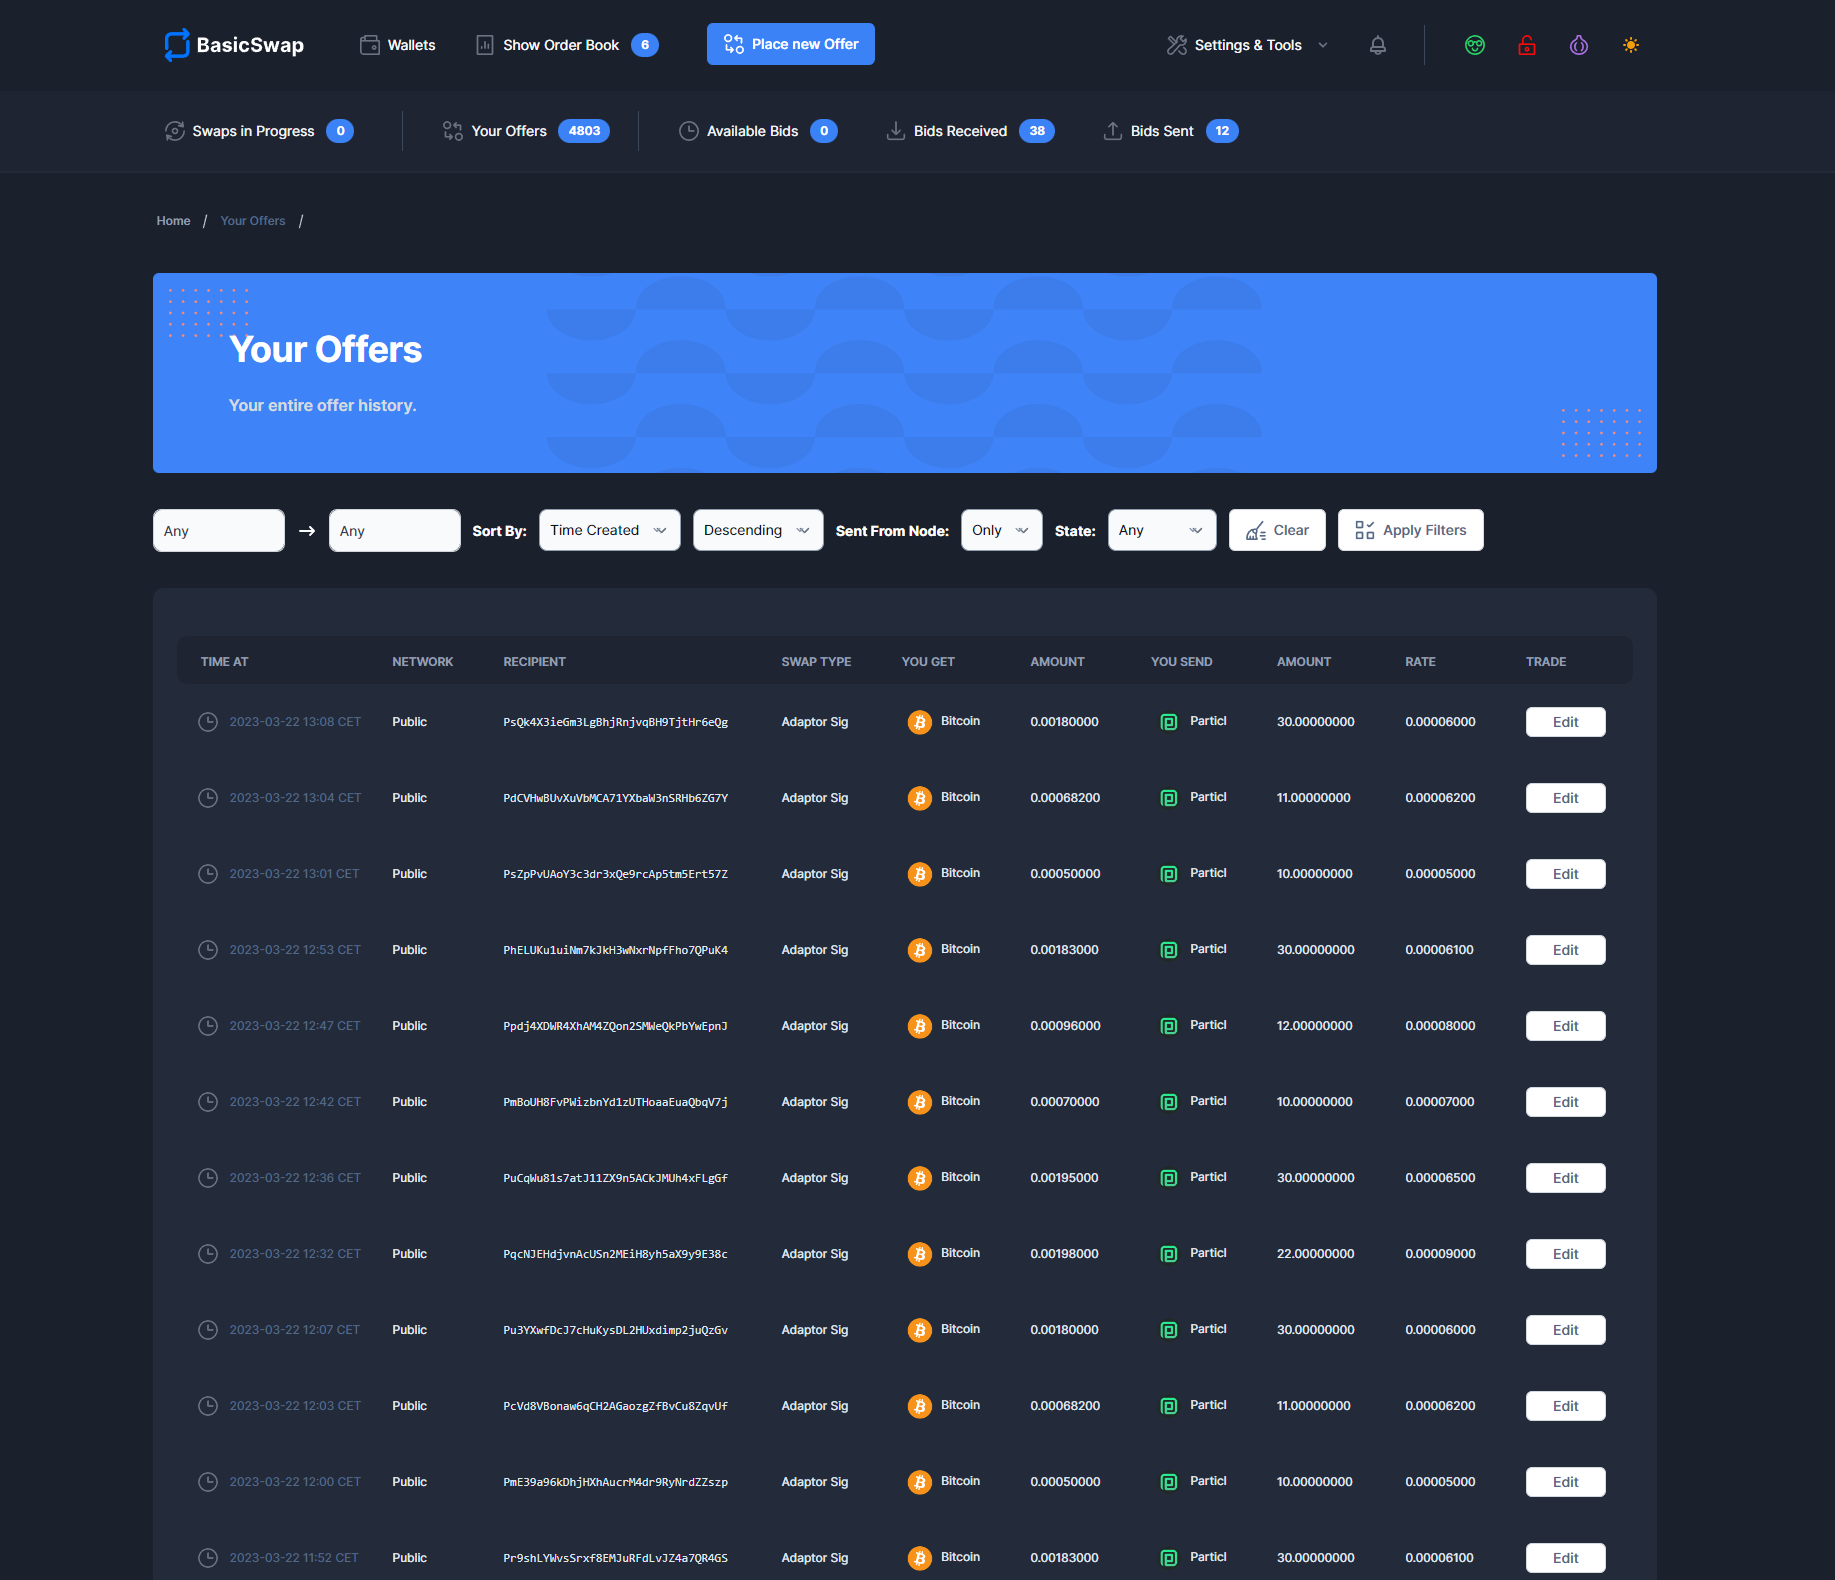 BasicSwap Wallets Show Order Book 6 Place new Offer Settings & Tools
Swaps in Progress 0 Your Offers 4803 Available Bids 0 Bids Received 38 Bids Sent 12
Home / Your Offers /
Your Offers
Your entire offer history.
Any → Any Sort By: Time Created Descending Sent From Node: Only State: Any Clear Apply Filters
TIME AT NETWORK RECIPIENT SWAP TYPE YOU GET AMOUNT YOU SEND AMOUNT RATE TRADE
2023-03-22 13:08 CET Public PsQk4X3ieGm3LgBhjRnjvqBH9TjtHr6eQg Adaptor Sig Bitcoin 0.00180000 Particl 30.00000000 0.00006000 Edit
2023-03-22 13:04 CET Public PdCVHwBUvXuVbMCA71YXbaW3nSRHb6ZG7Y Adaptor Sig Bitcoin 0.00068200 Particl 11.00000000 0.00006200 Edit
2023-03-22 13:01 CET Public PsZpPvUAoY3c3dr3xQe9rcAp5tm5Ert57Z Adaptor Sig Bitcoin 0.00050000 Particl 10.00000000 0.00005000 Edit
2023-03-22 12:53 CET Public PhELUKu1uiNm7kJkH3wNxrNpfFho7QPuK4 Adaptor Sig Bitcoin 0.00183000 Particl 30.00000000 0.00006100 Edit
2023-03-22 12:47 CET Public Ppdj4XDWR4XhAM4ZQon2SMWeQkPbYwEpnJ Adaptor Sig Bitcoin 0.00096000 Particl 12.00000000 0.00008000 Edit
2023-03-22 12:42 CET Public PmBoUH8FvPWizbnYd1zUTHoaaEuaQbqV7j Adaptor Sig Bitcoin 0.00070000 Particl 10.00000000 0.00007000 Edit
2023-03-22 12:36 CET Public PuCqWu81s7atJ11ZX9n5ACkJMUh4xFLgGf Adaptor Sig Bitcoin 0.00195000 Particl 30.00000000 0.00006500 Edit
2023-03-22 12:32 CET Public PqcNJEHdjvnAcUSn2MEiH8yh5aX9y9E38c Adaptor Sig Bitcoin 0.00198000 Particl 22.00000000 0.00009000 Edit
2023-03-22 12:07 CET Public Pu3YXwfDcJ7cHuKysDL2HUxdimp2juQzGv Adaptor Sig Bitcoin 0.00180000 Particl 30.00000000 0.00006000 Edit
2023-03-22 12:03 CET Public PcVd8VBonaw6qCH2AGaozgZfBvCu8ZqvUf Adaptor Sig Bitcoin 0.00068200 Particl 11.00000000 0.00006200 Edit
2023-03-22 12:00 CET Public PmE39a96kDhjHXhAucrM4dr9RyNrdZZszp Adaptor Sig Bitcoin 0.00050000 Particl 10.00000000 0.00005000 Edit
2023-03-22 11:52 CET Public Pr9shLYWvsSrxf8EMJuRFdLvJZ4a7QR4GS Adaptor Sig Bitcoin 0.00183000 Particl 30.00000000 0.00006100 Edit